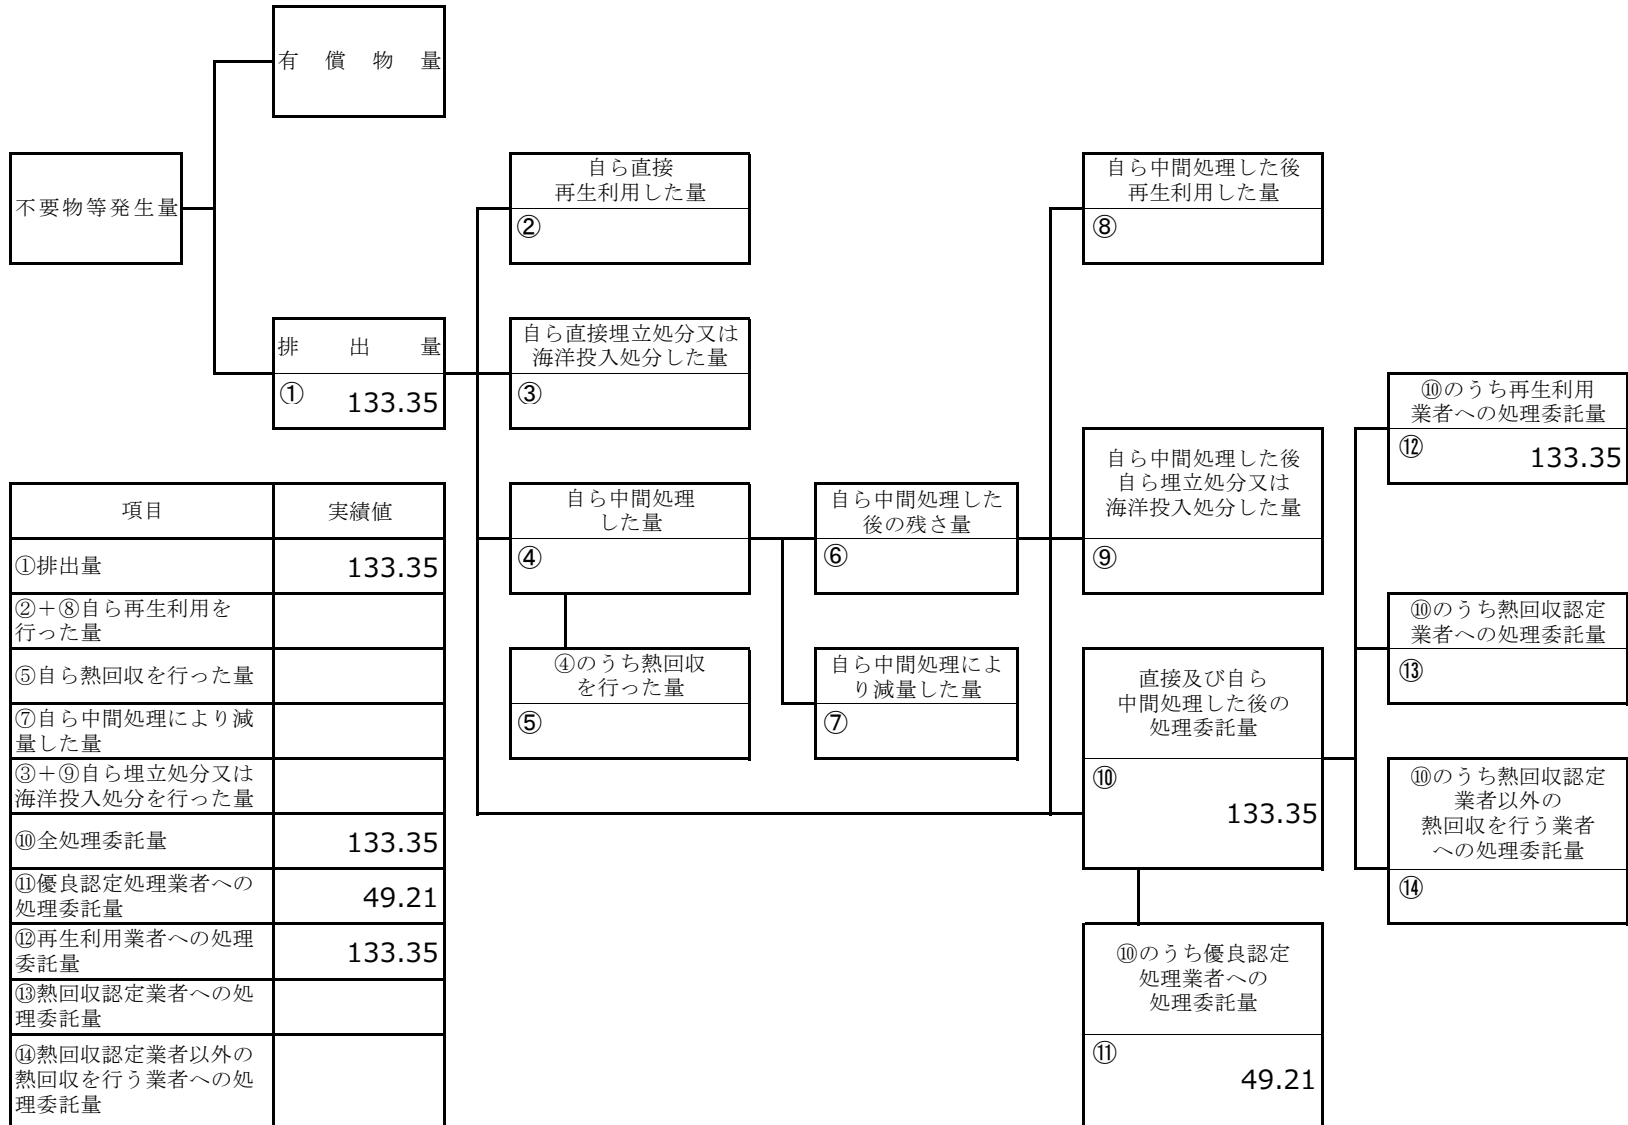 有償物量
不要物等発生量
排出量
① 133.35
自ら直接
再生利用した量
②
自ら直接埋立処分又は
海洋投入処分した量
③
自ら中間処理
した量
④
④のうち熱回収
を行った量
⑤
自ら中間処理した
後の残さ量
⑥
自ら中間処理によ
り減量した量
⑦
自ら中間処理した後
再生利用した量
⑧
自ら中間処理した後
自ら埋立処分又は
海洋投入処分した量
⑨
直接及び自ら
中間処理した後の
処理委託量
⑩
133.35
⑩のうち優良認定
処理業者への
処理委託量
⑪
49.21
⑩のうち再生利用
業者への処理委託量
⑫ 133.35
⑩のうち熱回収認定
業者への処理委託量
⑬
⑩のうち熱回収認定
業者以外の
熱回収を行う業者
への処理委託量
⑭
項目 実績値
①排出量 133.35
②+⑧自ら再生利用を
行った量
⑤自ら熱回収を行った量
⑦自ら中間処理により減
量した量
③+⑨自ら埋立処分又は
海洋投入処分を行った量
⑩全処理委託量 133.35
⑪優良認定処理業者への
処理委託量 49.21
⑫再生利用業者への処理
委託量 133.35
⑬熱回収認定業者への処
理委託量
⑭熱回収認定業者以外の
熱回収を行う業者への処
理委託量